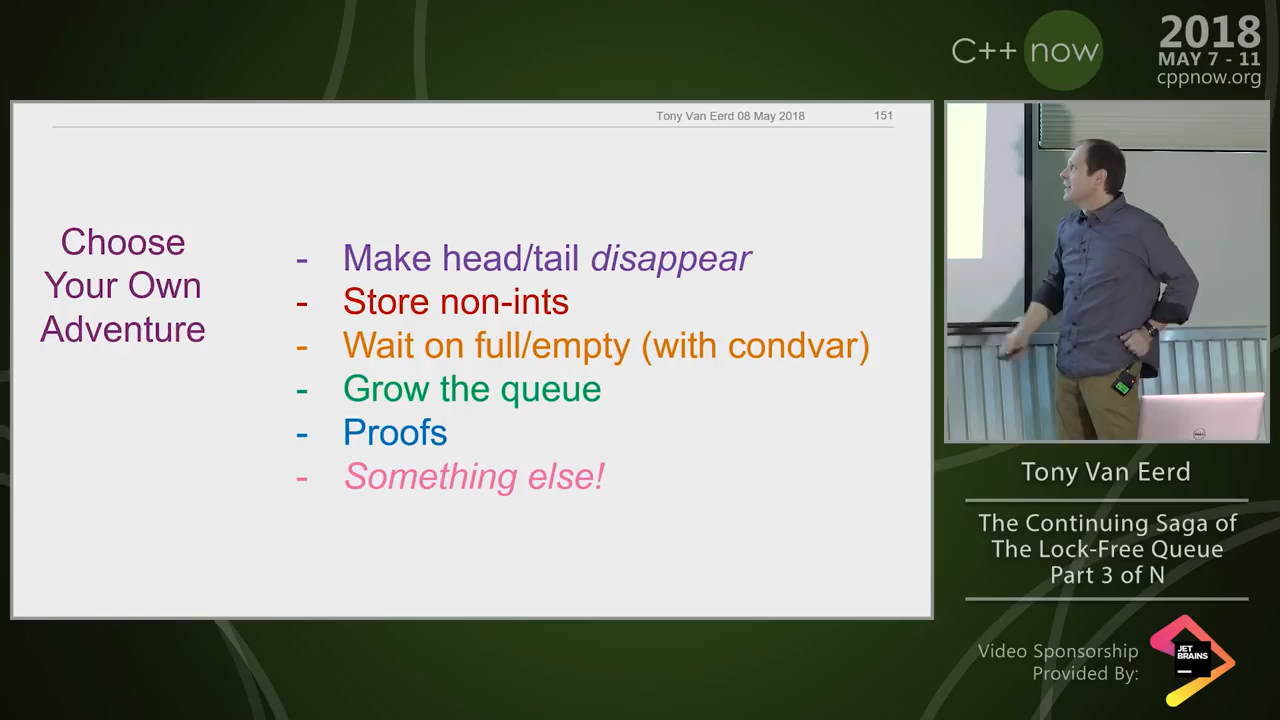 C++ now
2018
MAY 7 - 11
cppnow.org
Tony Van Eerd 08 May 2018 151
Choose
Your Own
Adventure
- Make head/tail disappear
- Store non-ints
- Wait on full/empty (with condvar)
- Grow the queue
- Proofs
- Something else!
Tony Van Eerd
The Continuing Saga of
The Lock-Free Queue
Part 3 of N
Video Sponsorship
Provided By:
JET
BRAINS
DELL